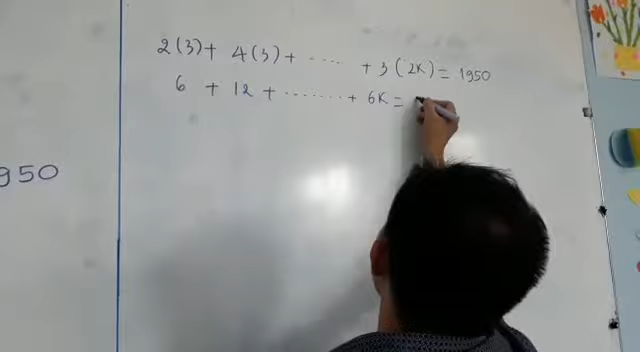 2(3)+ 4(3)+ ..... +3(2K)= 1950
6 + 12 + ....... + 6K =
950